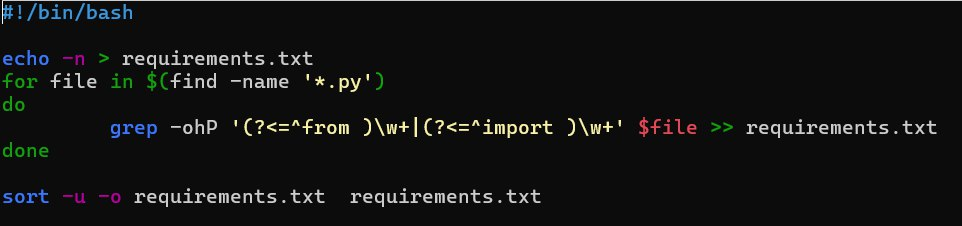 #!/bin/bash
echo -n > requirements.txt
for file in $(find -name '*.py')
do
        grep -ohP '(?<=^from )\w+|(?<=^import )\w+' $file >> requirements.txt
done
sort -u -o requirements.txt  requirements.txt